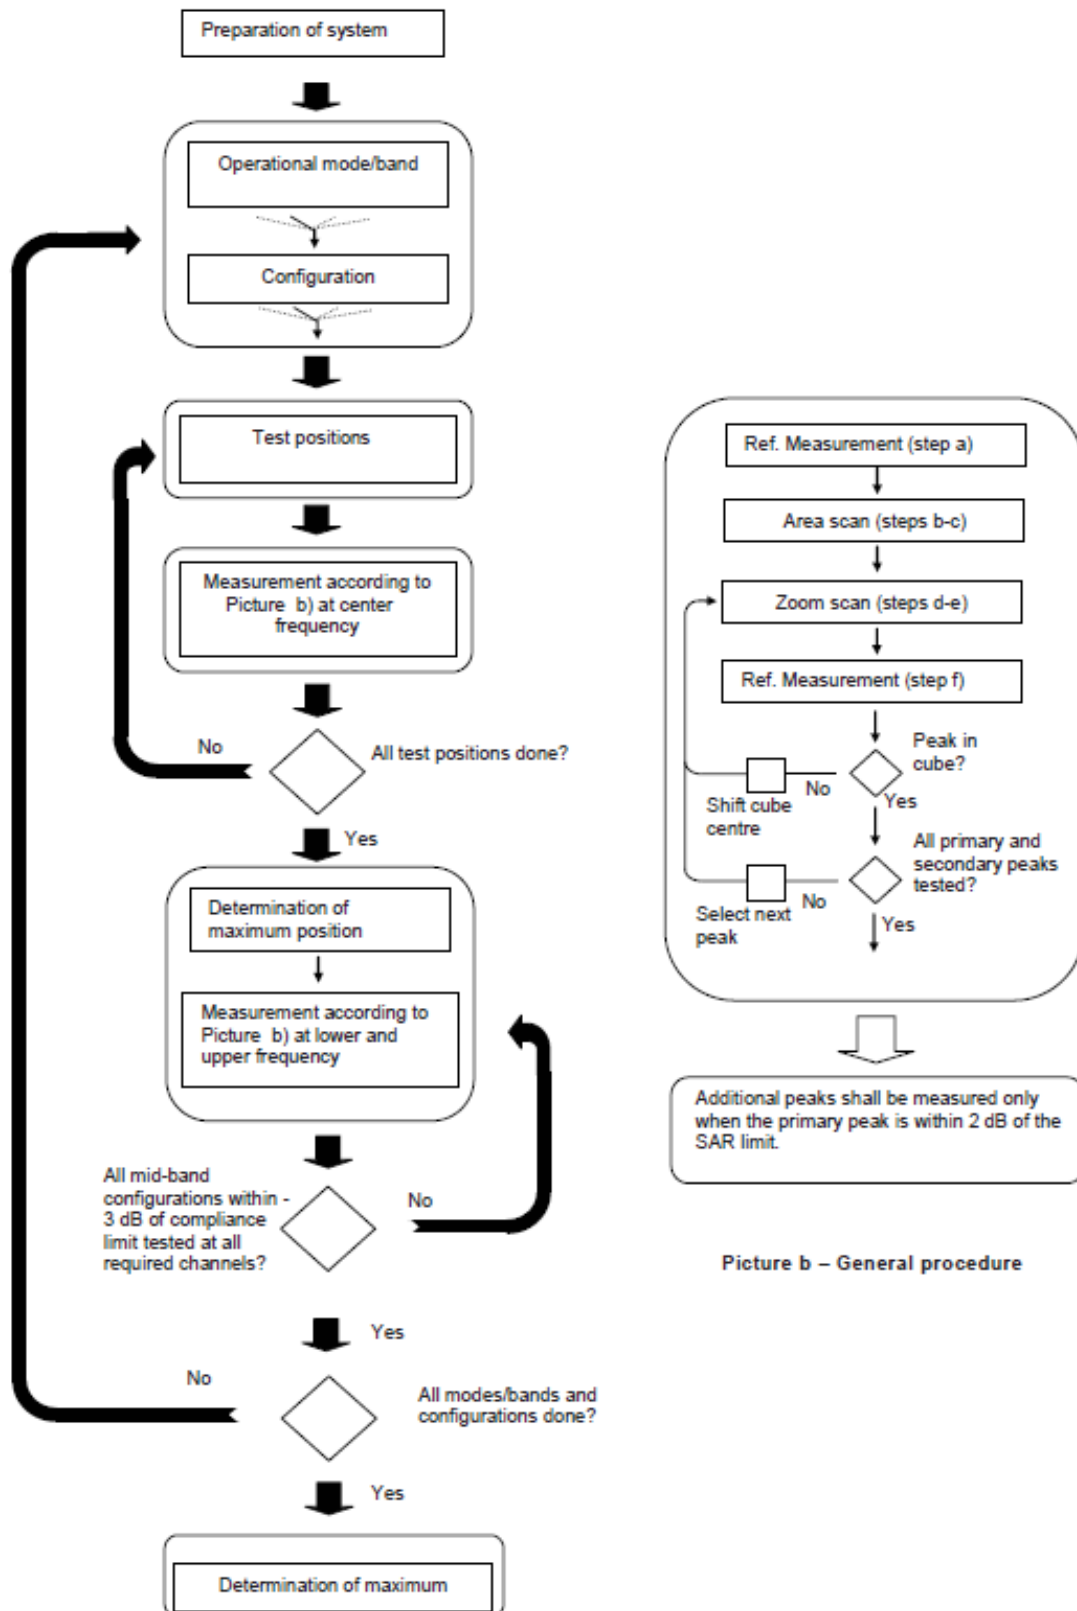 Preparation of system
Operational mode/band
Configuration
Test positions
Measurement according to
Picture b) at center
frequency
No
All test positions done?
Yes
Determination of
maximum position
Measurement according to
Picture b) at lower and
upper frequency
All mid-band
configurations within -
3 dB of compliance
limit tested at all
required channels?
No
Yes
No
All modes/bands and
configurations done?
Yes
Determination of maximum
Ref. Measurement (step a)
Area scan (steps b-c)
Zoom scan (steps d-e)
Ref. Measurement (step f)
Peak in
cube?
No
Shift cube
centre
Yes
All primary and
secondary peaks
tested?
No
Select next
peak
Yes
Additional peaks shall be measured only
when the primary peak is within 2 dB of the
SAR limit.
Picture b – General procedure